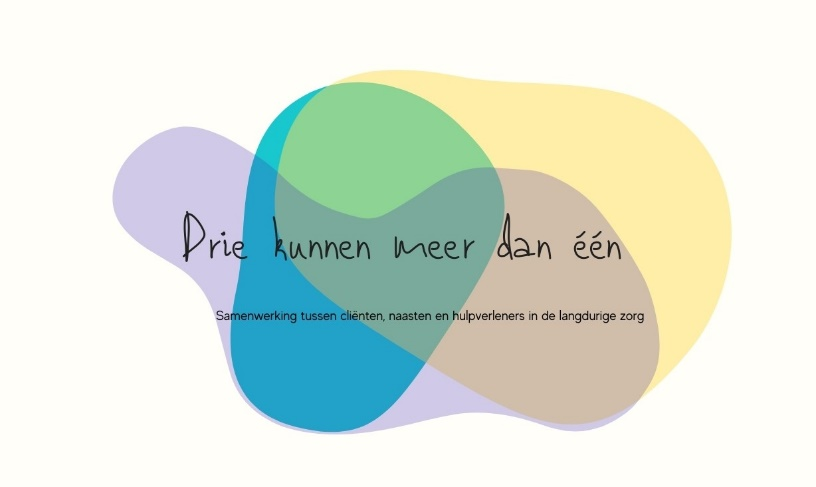 Drie kunnen meer dan één
Samenwerking tussen cliënten, naasten en hulpverleners in de langdurige zorg